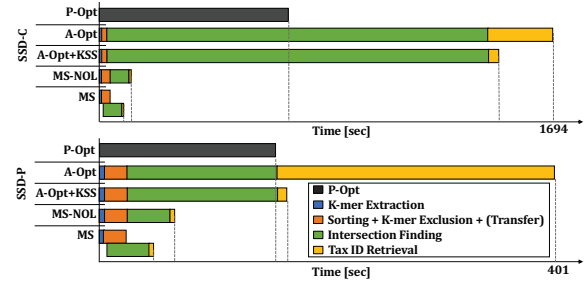 SSD-C
P-Opt
A-Opt
A-Opt+KSS
MS-NOL
MS
Time [sec]
1694
SSD-P
P-Opt
A-Opt
A-Opt+KSS
MS-NOL
MS
P-Opt
K-mer Extraction
Sorting + K-mer Exclusion + (Transfer)
Intersection Finding
Tax ID Retrieval
Time [sec]
401